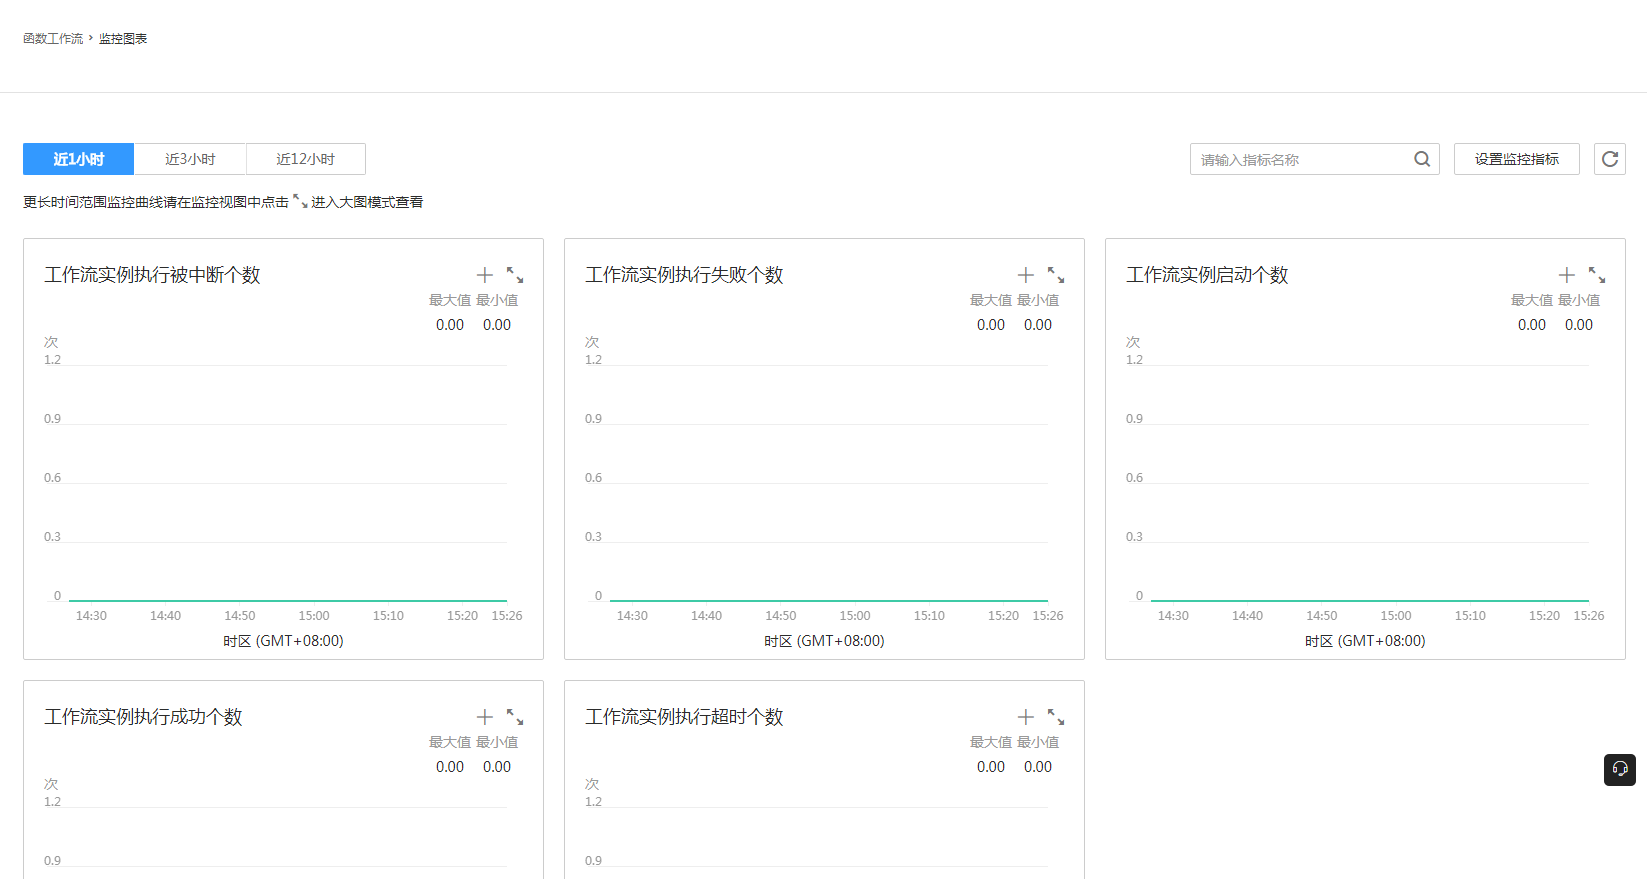 函数工作流 › 监控图表
近1小时 近3小时 近12小时 请输入指标名称 设置监控指标
更长时间范围监控曲线请在监控视图中点击 进入大图模式查看
工作流实例执行被中断个数
最大值 最小值
0.00 0.00
次
1.2
0.9
0.6
0.3
0
14:30 14:40 14:50 15:00 15:10 15:20 15:26
时区 (GMT+08:00)
工作流实例执行失败个数
最大值 最小值
0.00 0.00
次
1.2
0.9
0.6
0.3
0
14:30 14:40 14:50 15:00 15:10 15:20 15:26
时区 (GMT+08:00)
工作流实例启动个数
最大值 最小值
0.00 0.00
次
1.2
0.9
0.6
0.3
0
14:30 14:40 14:50 15:00 15:10 15:20 15:26
时区 (GMT+08:00)
工作流实例执行成功个数
最大值 最小值
0.00 0.00
次
1.2
0.9
工作流实例执行超时个数
最大值 最小值
0.00 0.00
次
1.2
0.9